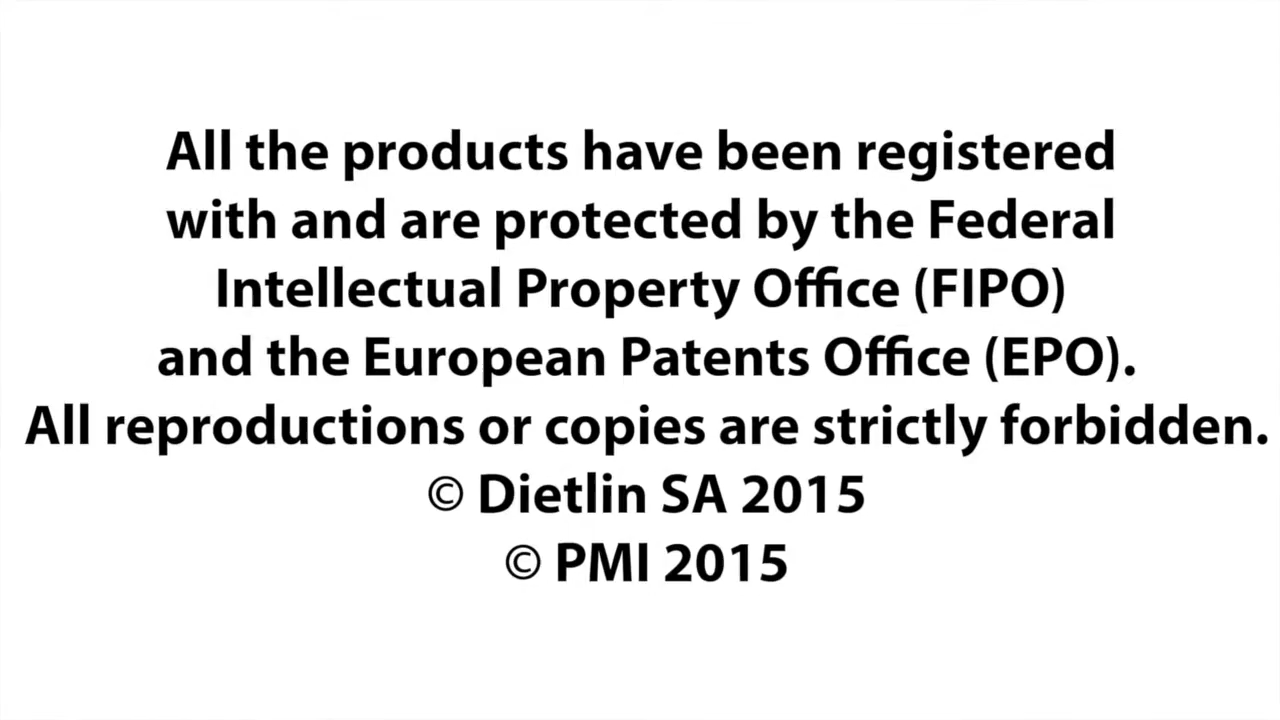 All the products have been registered
with and are protected by the Federal
Intellectual Property Office (FIPO)
and the European Patents Office (EPO).
All reproductions or copies are strictly forbidden.
© Dietlin SA 2015
© PMI 2015